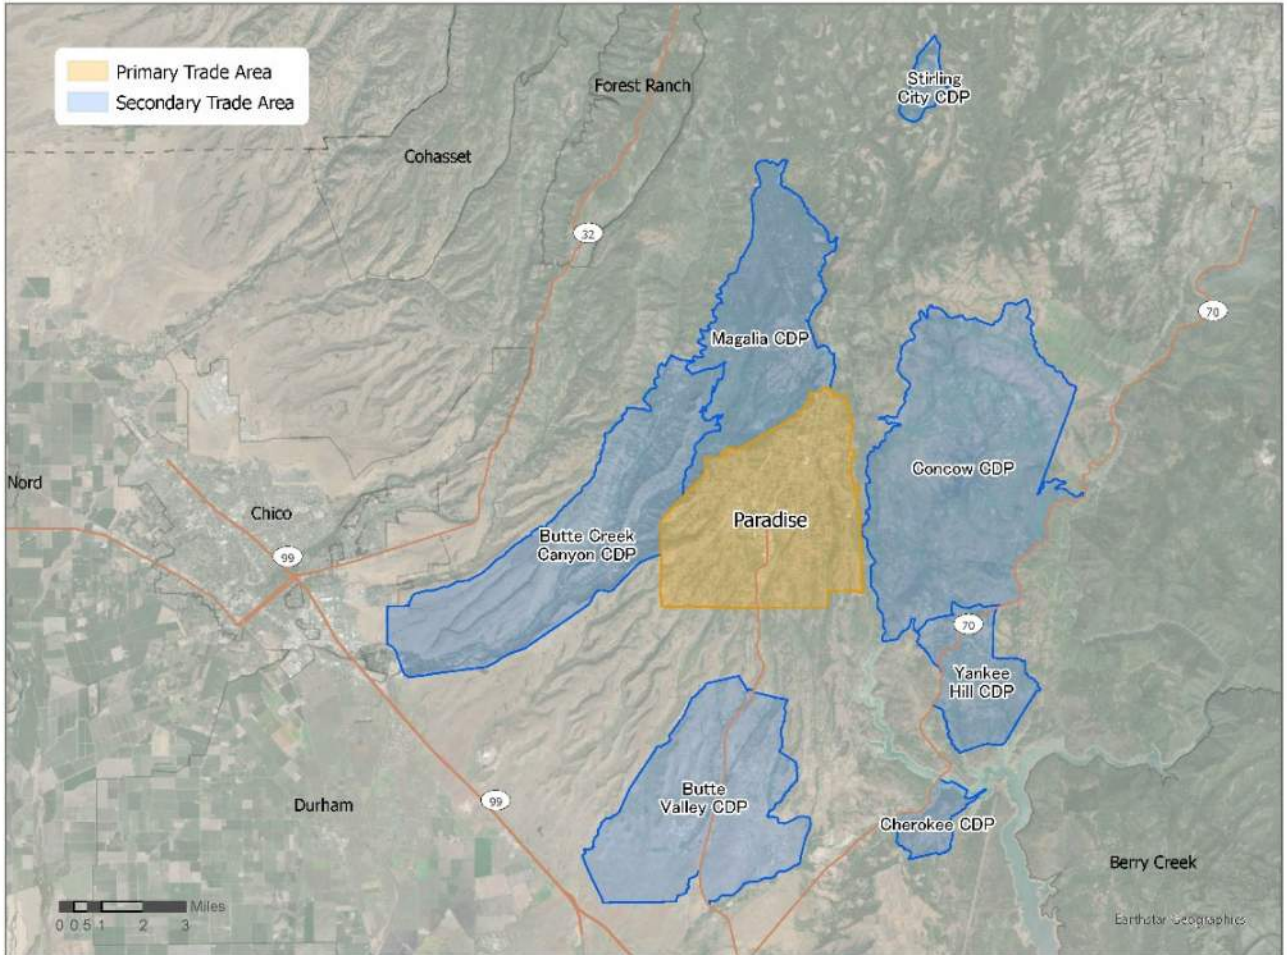 Primary Trade Area
Secondary Trade Area
Forest Ranch
Stirling
City CDP
Cohasset
32
70
Magalia CDP
Concow CDP
Nord
Chico
Paradise
Butte Creek
Canyon CDP
99
70
Yankee
Hill CDP
Butte
Valley CDP
99
Durham
Cherokee CDP
Berry Creek
Miles
0 0.5 1 2 3
Earthstar Geographics